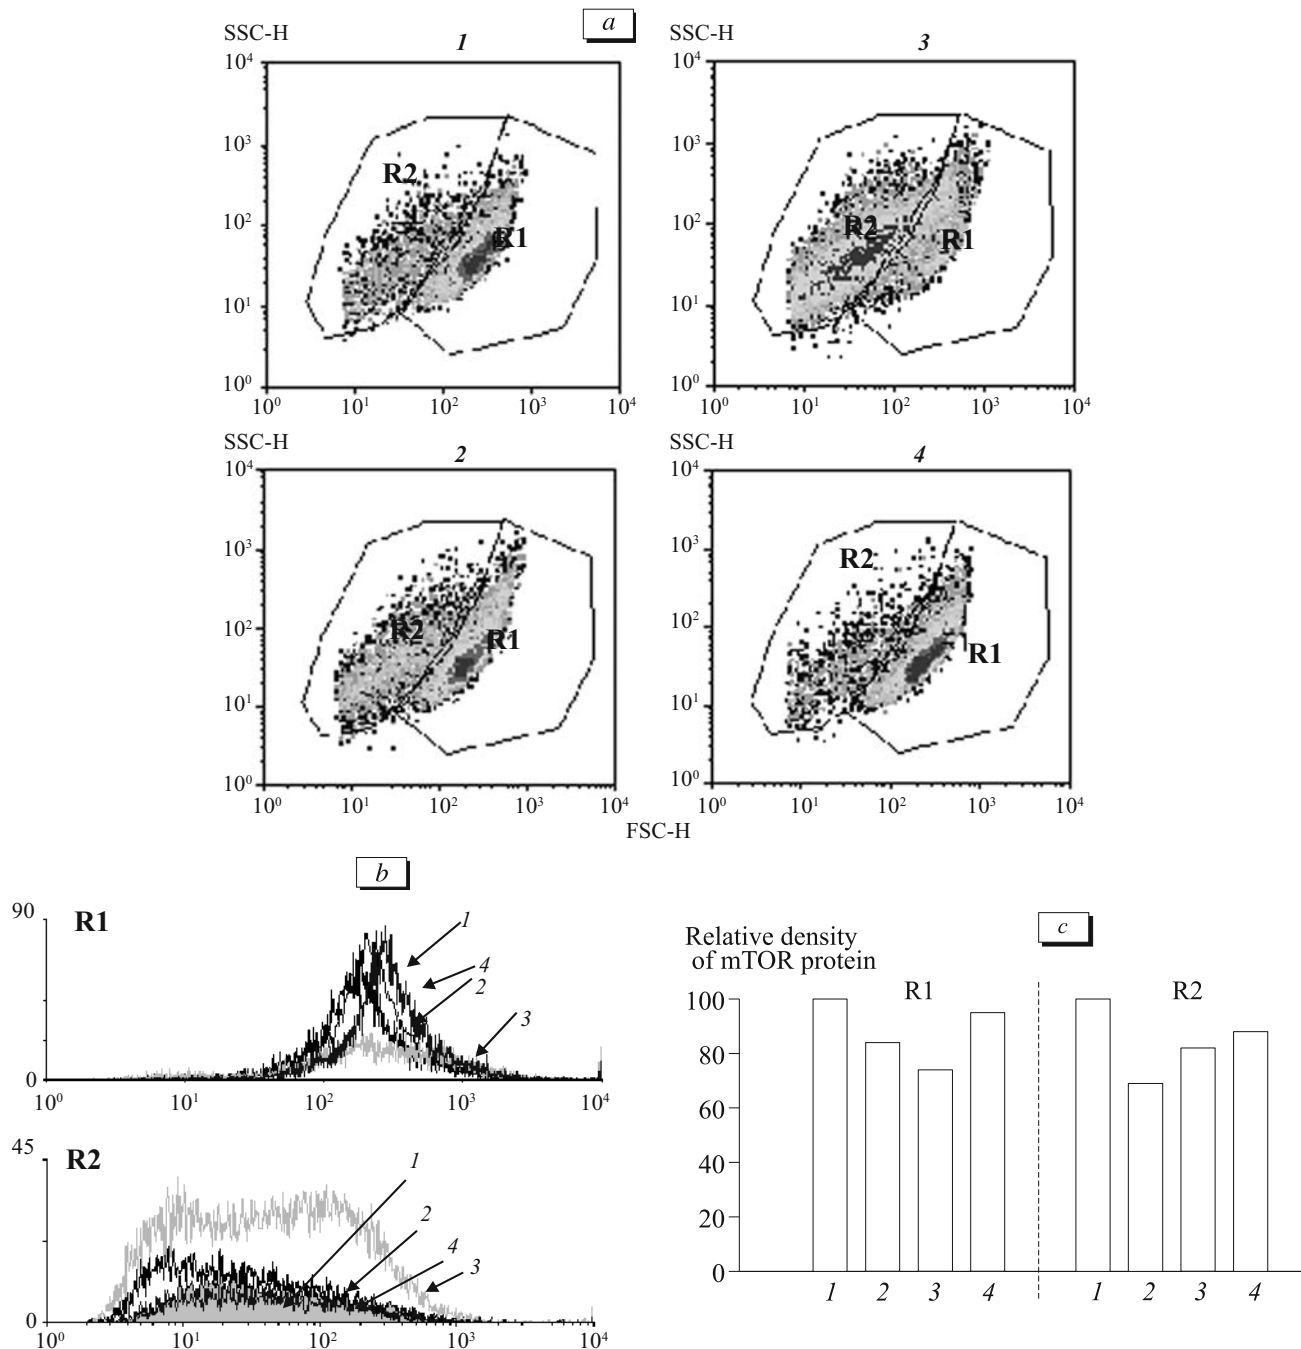 a
SSC-H
1
10⁴
10³
10²
10¹
10⁰
R2
R1
10⁰ 10¹ 10² 10³ 10⁴
SSC-H
3
10⁴
10³
10²
10¹
10⁰
R2
R1
10⁰ 10¹ 10² 10³ 10⁴
SSC-H
2
10⁴
10³
10²
10¹
10⁰
R2
R1
10⁰ 10¹ 10² 10³ 10⁴
SSC-H
4
10⁴
10³
10²
10¹
10⁰
R2
R1
10⁰ 10¹ 10² 10³ 10⁴
FSC-H
b
90
R1
1
4
2
3
0
10⁰ 10¹ 10² 10³ 10⁴
45
R2
1
2
4
3
0
10⁰ 10¹ 10² 10³ 10⁴
c
Relative density
of mTOR protein
R1 R2
100
80
60
40
20
0
1 2 3 4 1 2 3 4